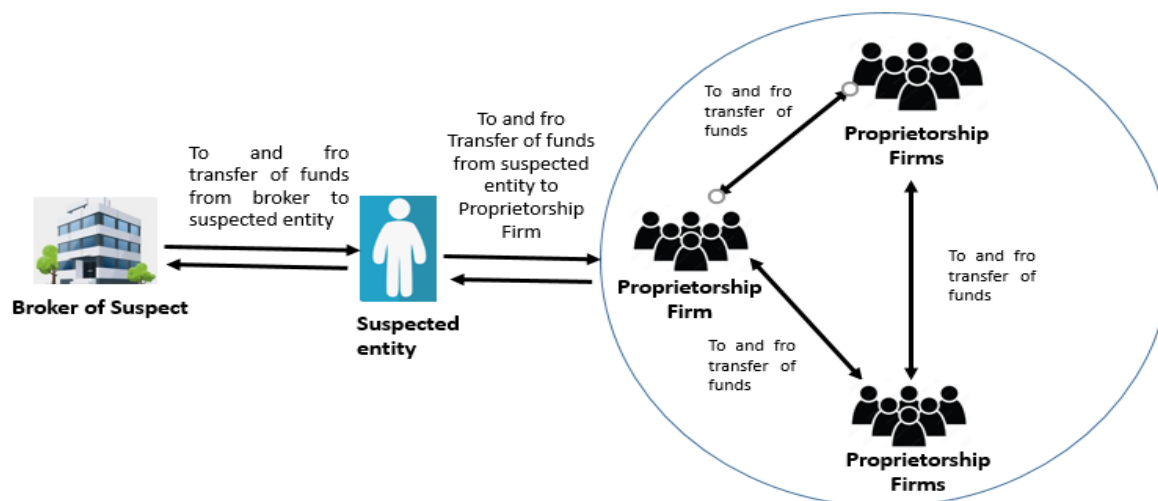 To and fro
transfer of funds
from broker to
suspected entity
Broker of Suspect
To and fro
Transfer of funds
from suspected
entity to
Proprietorship
Firm
Suspected
entity
To and fro
transfer of
funds
Proprietorship
Firms
Proprietorship
Firm
To and fro
transfer of
funds
To and fro
transfer of
funds
Proprietorship
Firms